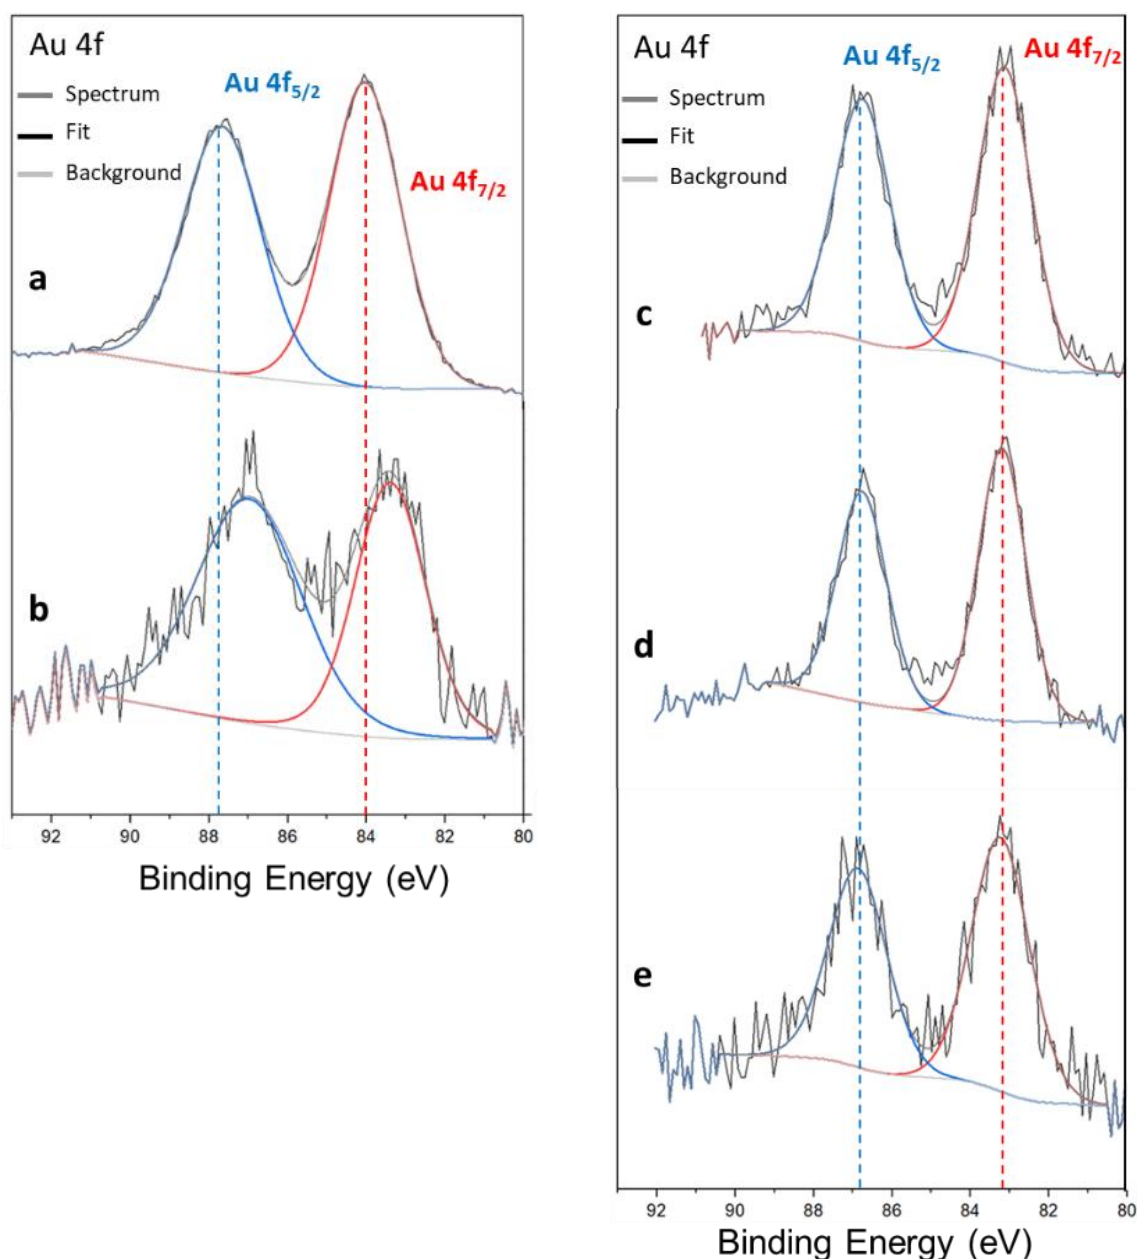 Au 4f
Au 4f5/2
Spectrum
Fit
Background
Au 4f7/2
a
b
92 90 88 86 84 82 80
Binding Energy (eV)
Au 4f
Au 4f5/2
Au 4f7/2
Spectrum
Fit
Background
c
d
e
92 90 88 86 84 82 80
Binding Energy (eV)